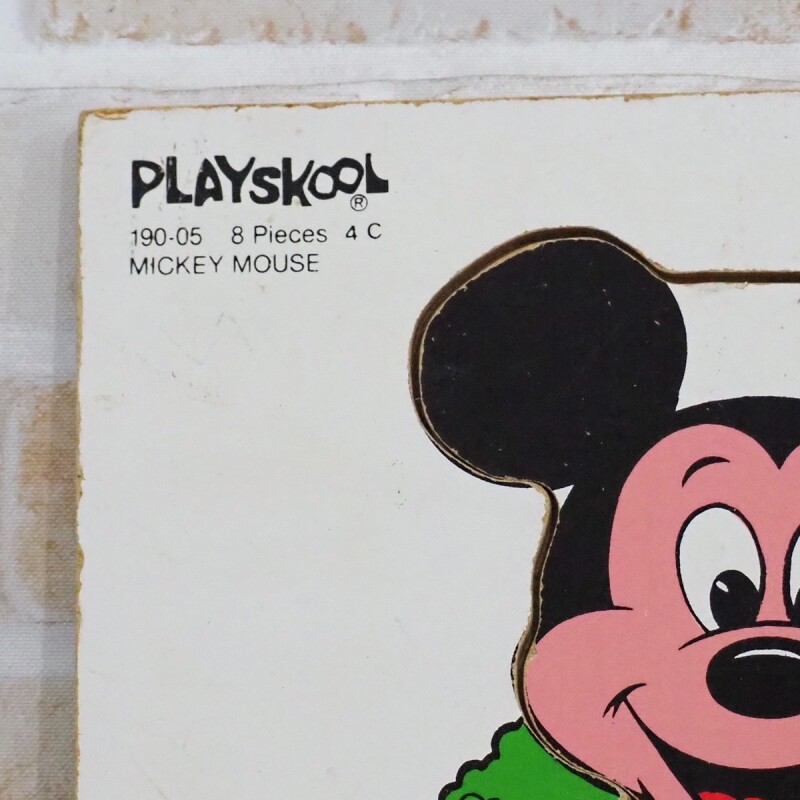 PLAYSKOOL®
190-05 8 Pieces 4 C
MICKEY MOUSE